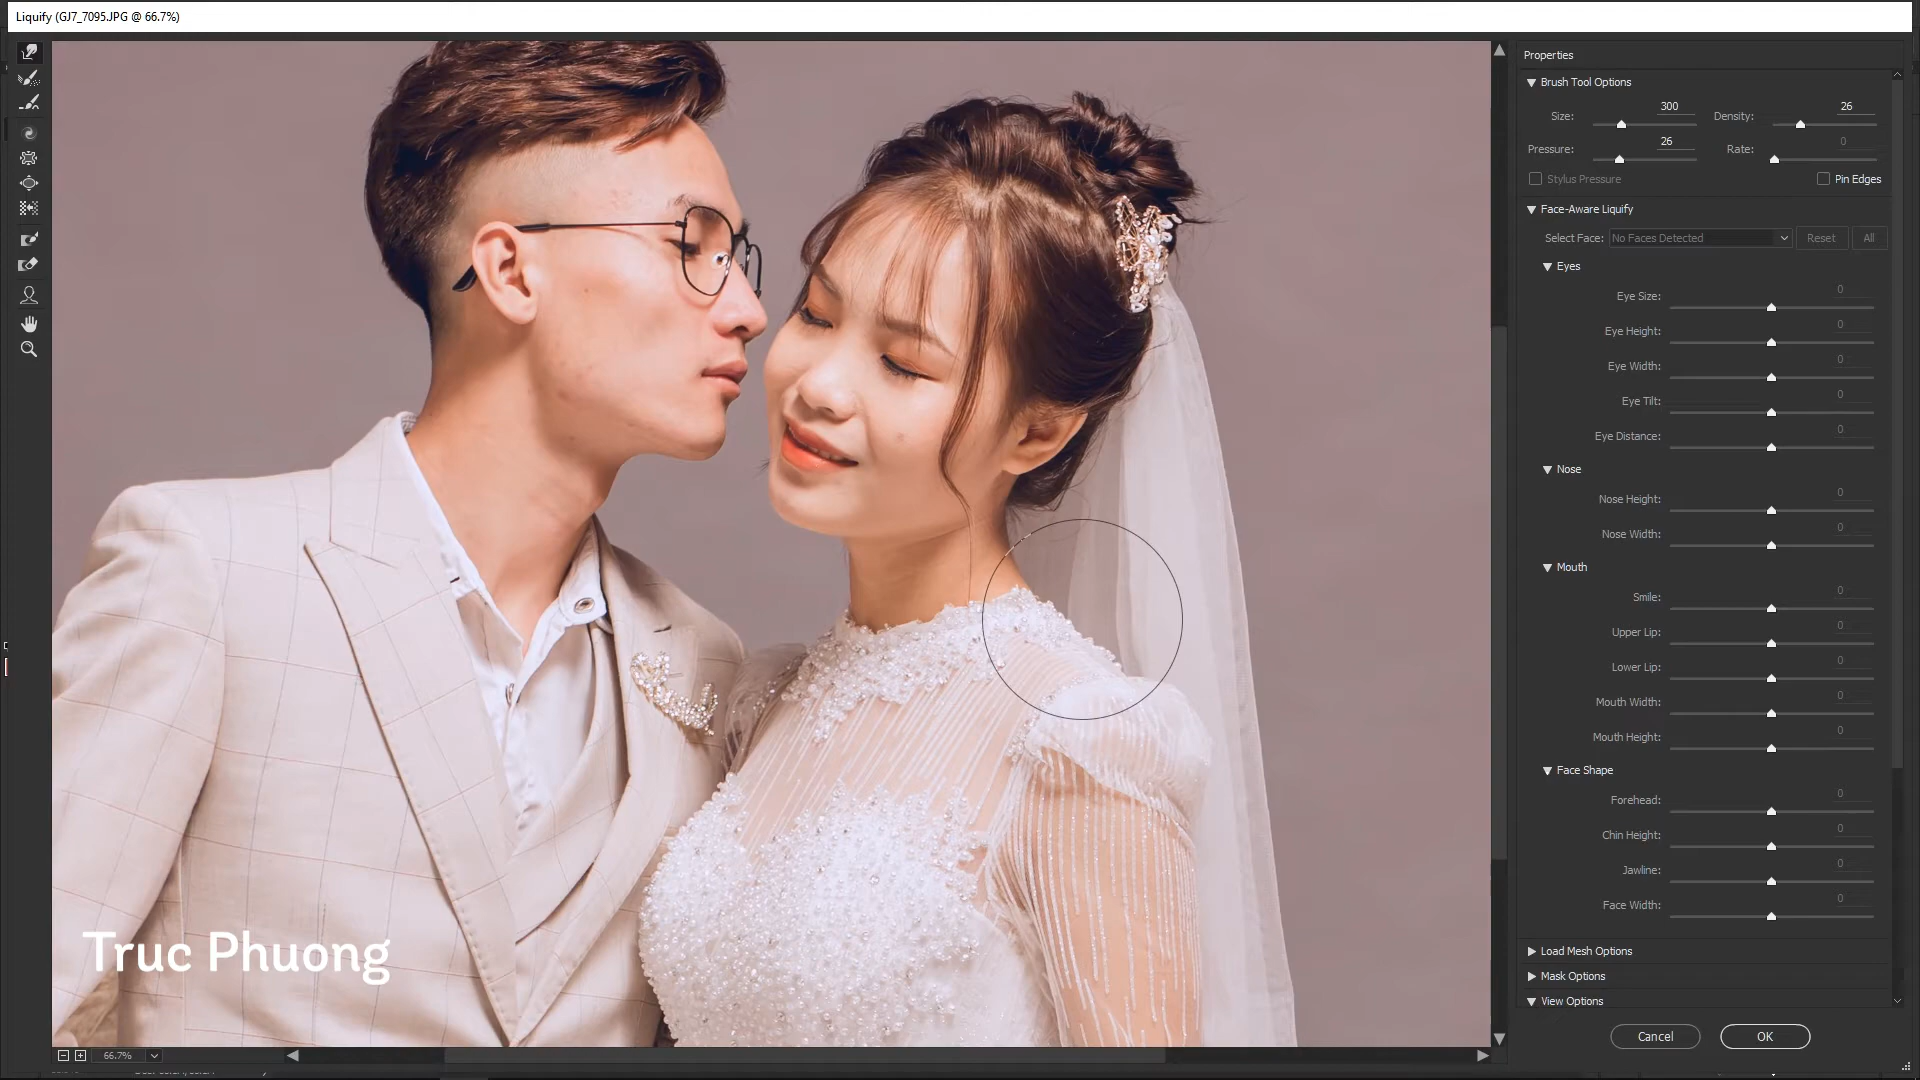 Liquify (GJ7_7095.JPG @ 66.7%)
Properties
Brush Tool Options
Size: 300 Density: 26
Pressure: 26 Rate: 0
Stylus Pressure Pin Edges
Face-Aware Liquify
Select Face: No Faces Detected Reset All
Eyes
Eye Size: 0
Eye Height: 0
Eye Width: 0
Eye Tilt: 0
Eye Distance: 0
Nose
Nose Height: 0
Nose Width: 0
Mouth
Smile: 0
Upper Lip: 0
Lower Lip: 0
Mouth Width: 0
Mouth Height: 0
Face Shape
Forehead: 0
Chin Height: 0
Jawline: 0
Face Width: 0
Load Mesh Options
Mask Options
View Options
Cancel OK
Truc Phuong
66.7%